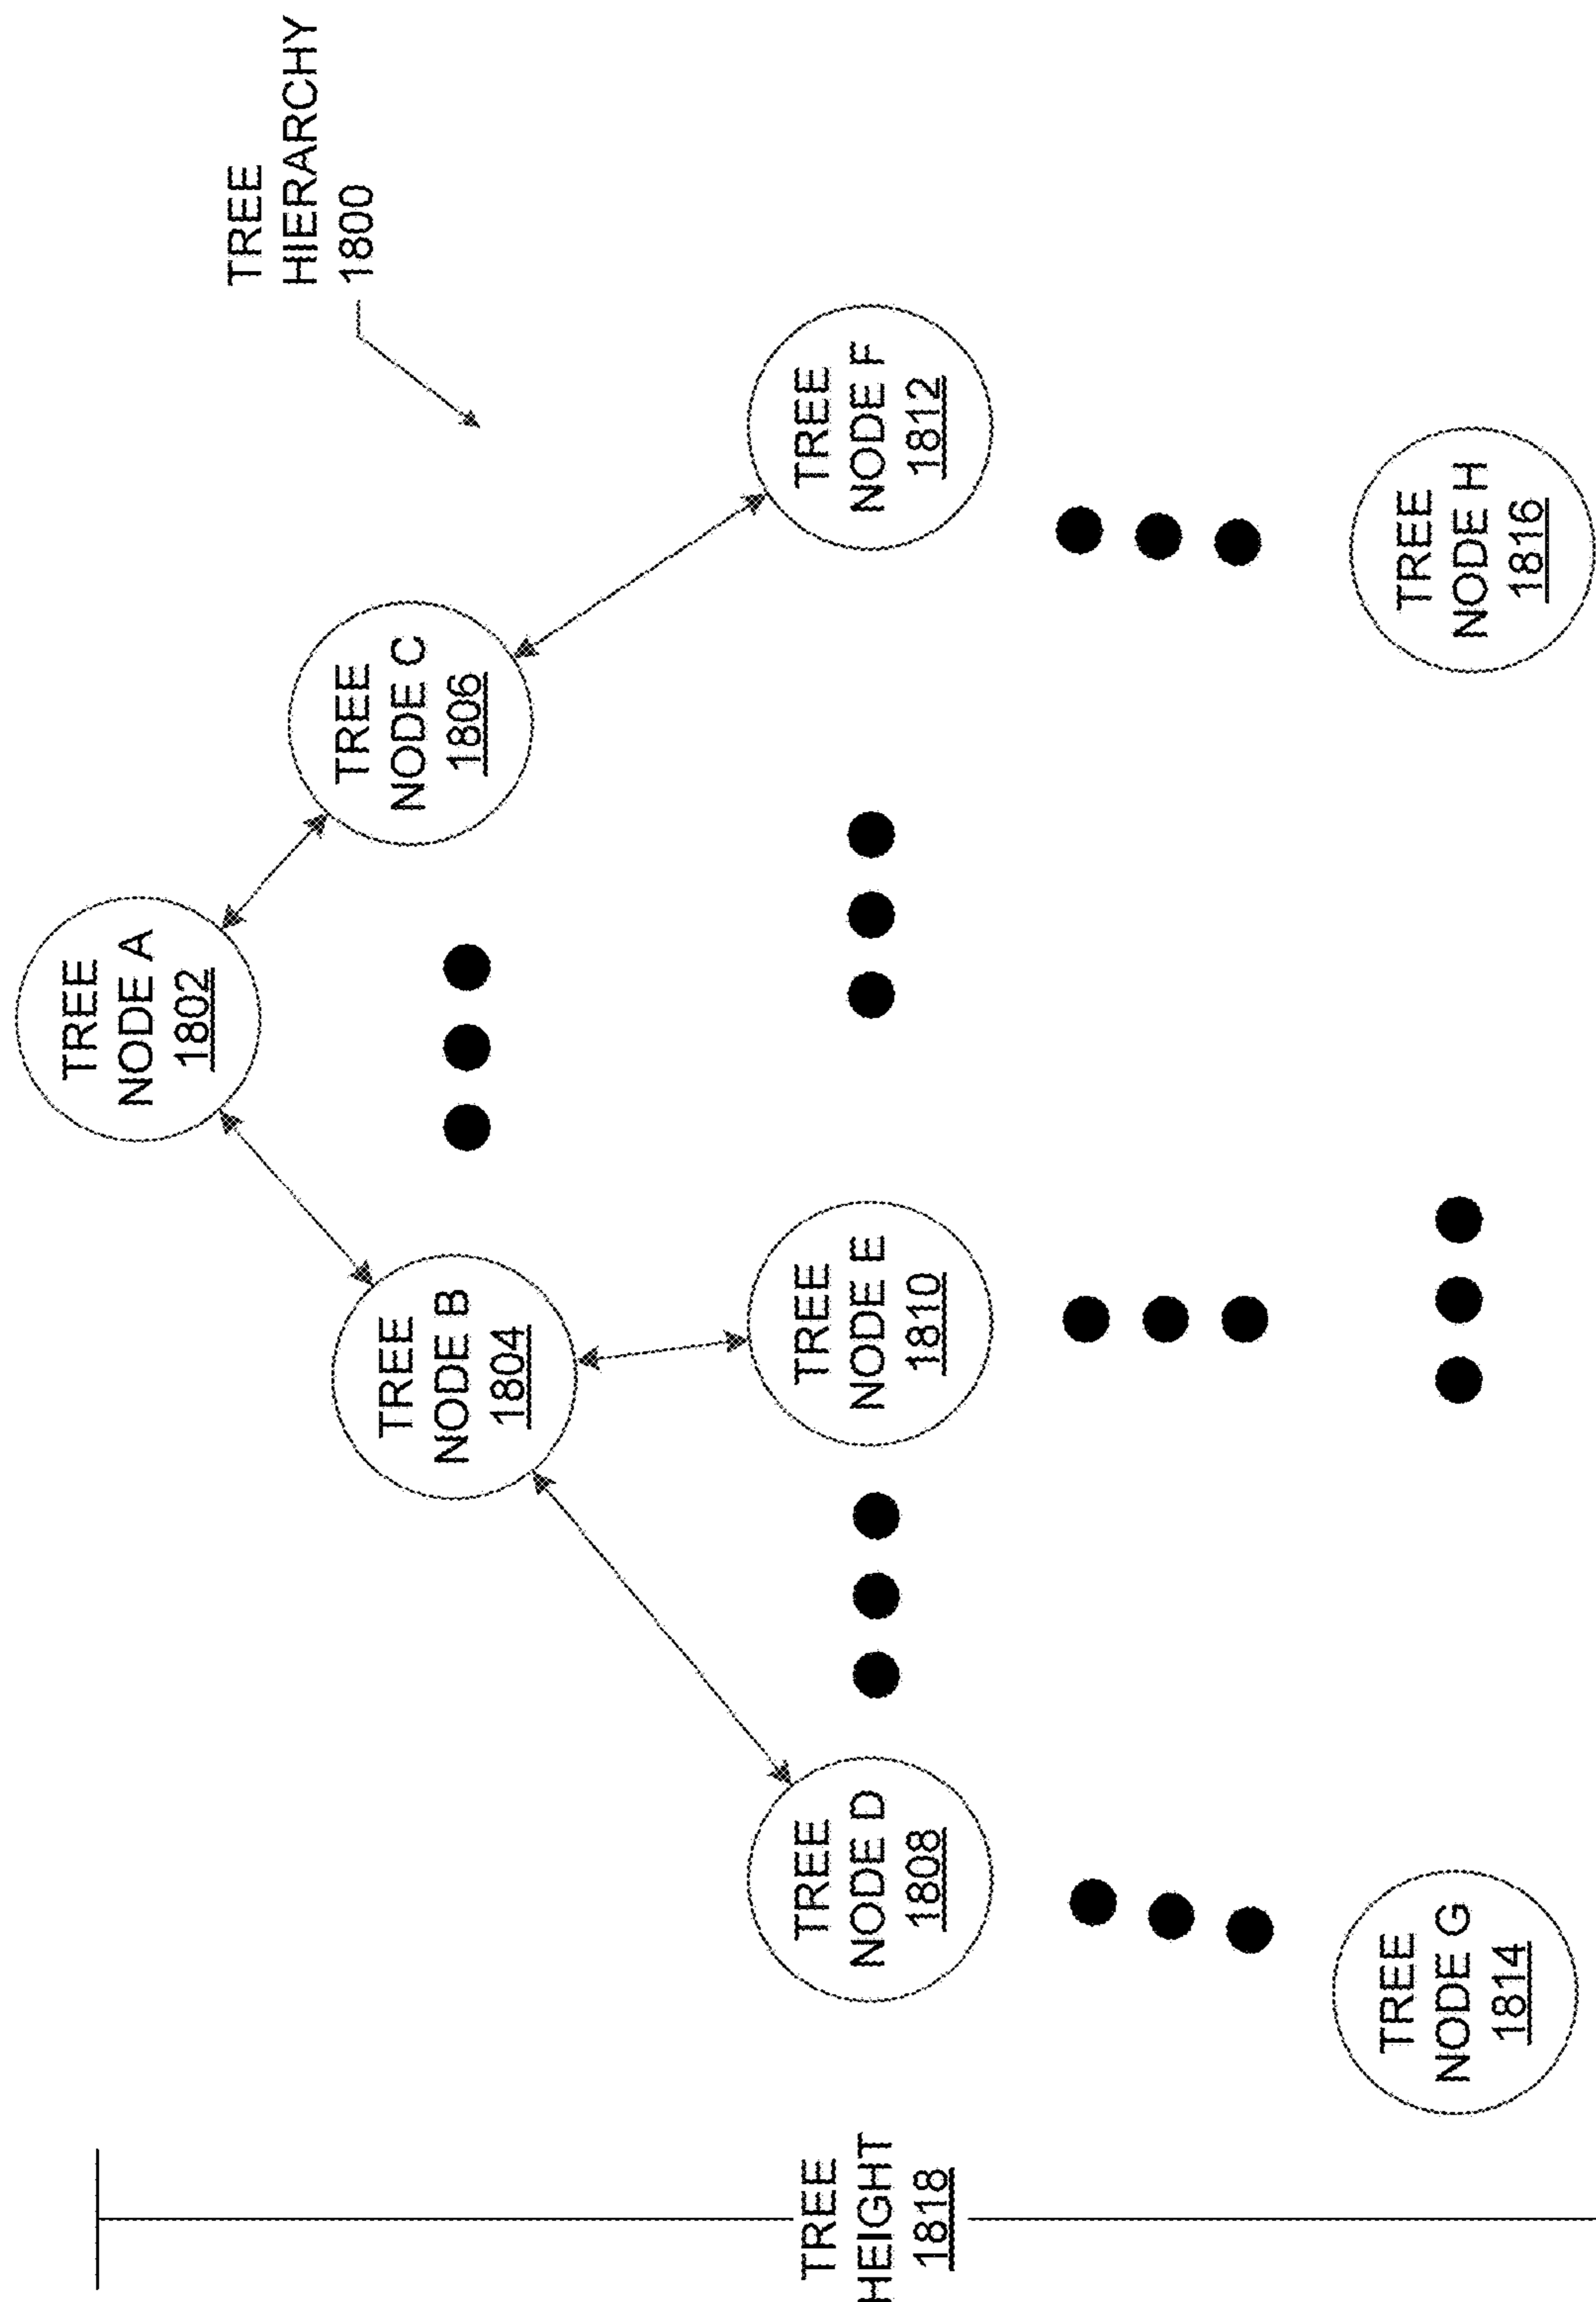 TREE
HIERARCHY
1800
TREE
NODE A
1802
TREE
NODE B
1804
TREE
NODE C
1806
TREE
NODE D
1808
TREE
NODE E
1810
TREE
NODE F
1812
TREE
NODE G
1814
TREE
NODE H
1816
TREE
HEIGHT
1818